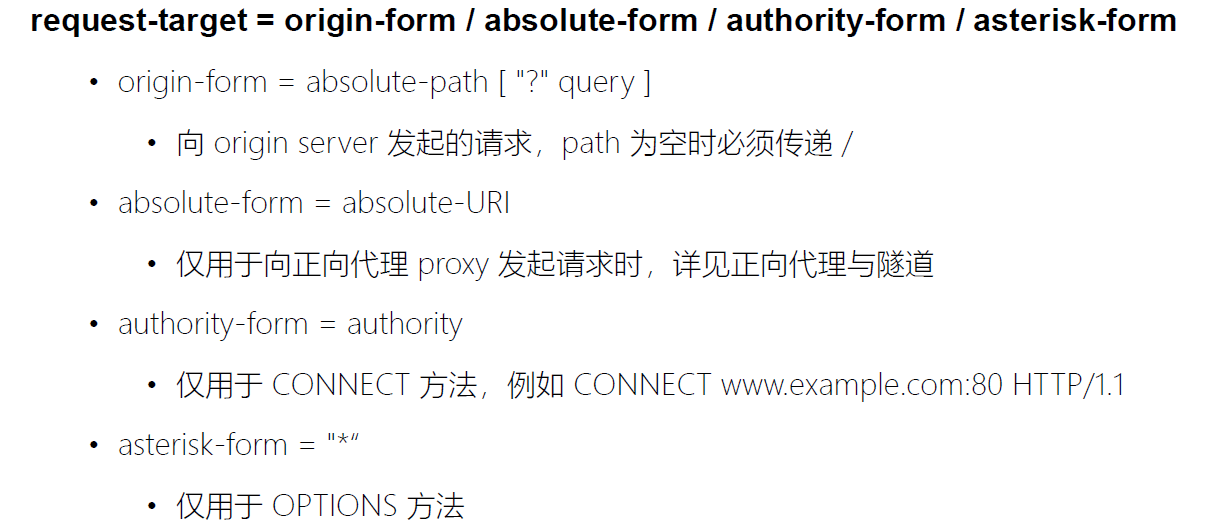 request-target = origin-form / absolute-form / authority-form / asterisk-form
• origin-form = absolute-path [ "?" query ]
• 向 origin server 发起的请求，path 为空时必须传递 /
• absolute-form = absolute-URI
• 仅用于向正向代理 proxy 发起请求时，详见正向代理与隧道
• authority-form = authority
• 仅用于 CONNECT 方法，例如 CONNECT www.example.com:80 HTTP/1.1
• asterisk-form = "*“
• 仅用于 OPTIONS 方法